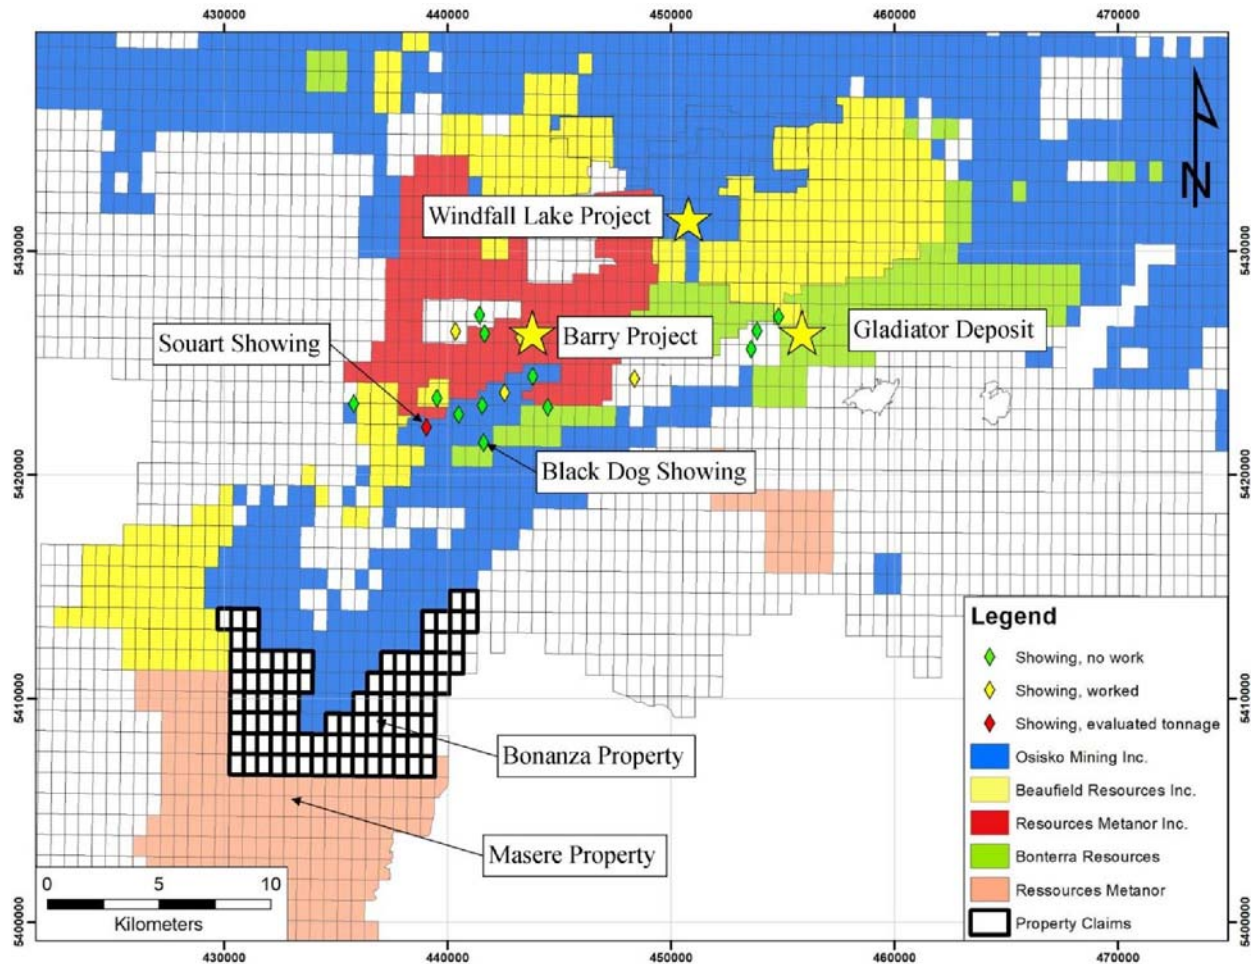 430000 440000 450000 460000 470000
N
Windfall Lake Project
5430000 5430000
Souart Showing
Barry Project
Gladiator Deposit
5420000 5420000
Black Dog Showing
5410000 5410000
Bonanza Property
Masere Property
Legend
Showing, no work
Showing, worked
Showing, evaluated tonnage
Osisko Mining Inc.
Beaufield Resources Inc.
Resources Metanor Inc.
Bonterra Resources
Ressources Metanor
Property Claims
0 5 10
Kilometers
5400000 5400000
430000 440000 450000 460000 470000